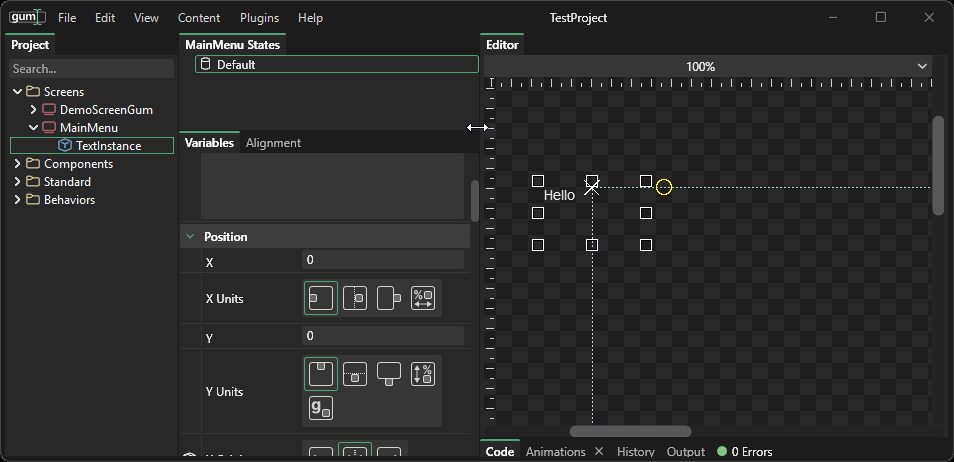 gum File Edit View Content Plugins Help TestProject
Project
Search...
Screens
DemoScreenGum
MainMenu
TextInstance
Components
Standard
Behaviors
MainMenu States
Default
Variables Alignment
Position
X 0
X Units
%
Y 0
Y Units
%
g
Editor
100%
Hello
Code Animations History Output 0 Errors